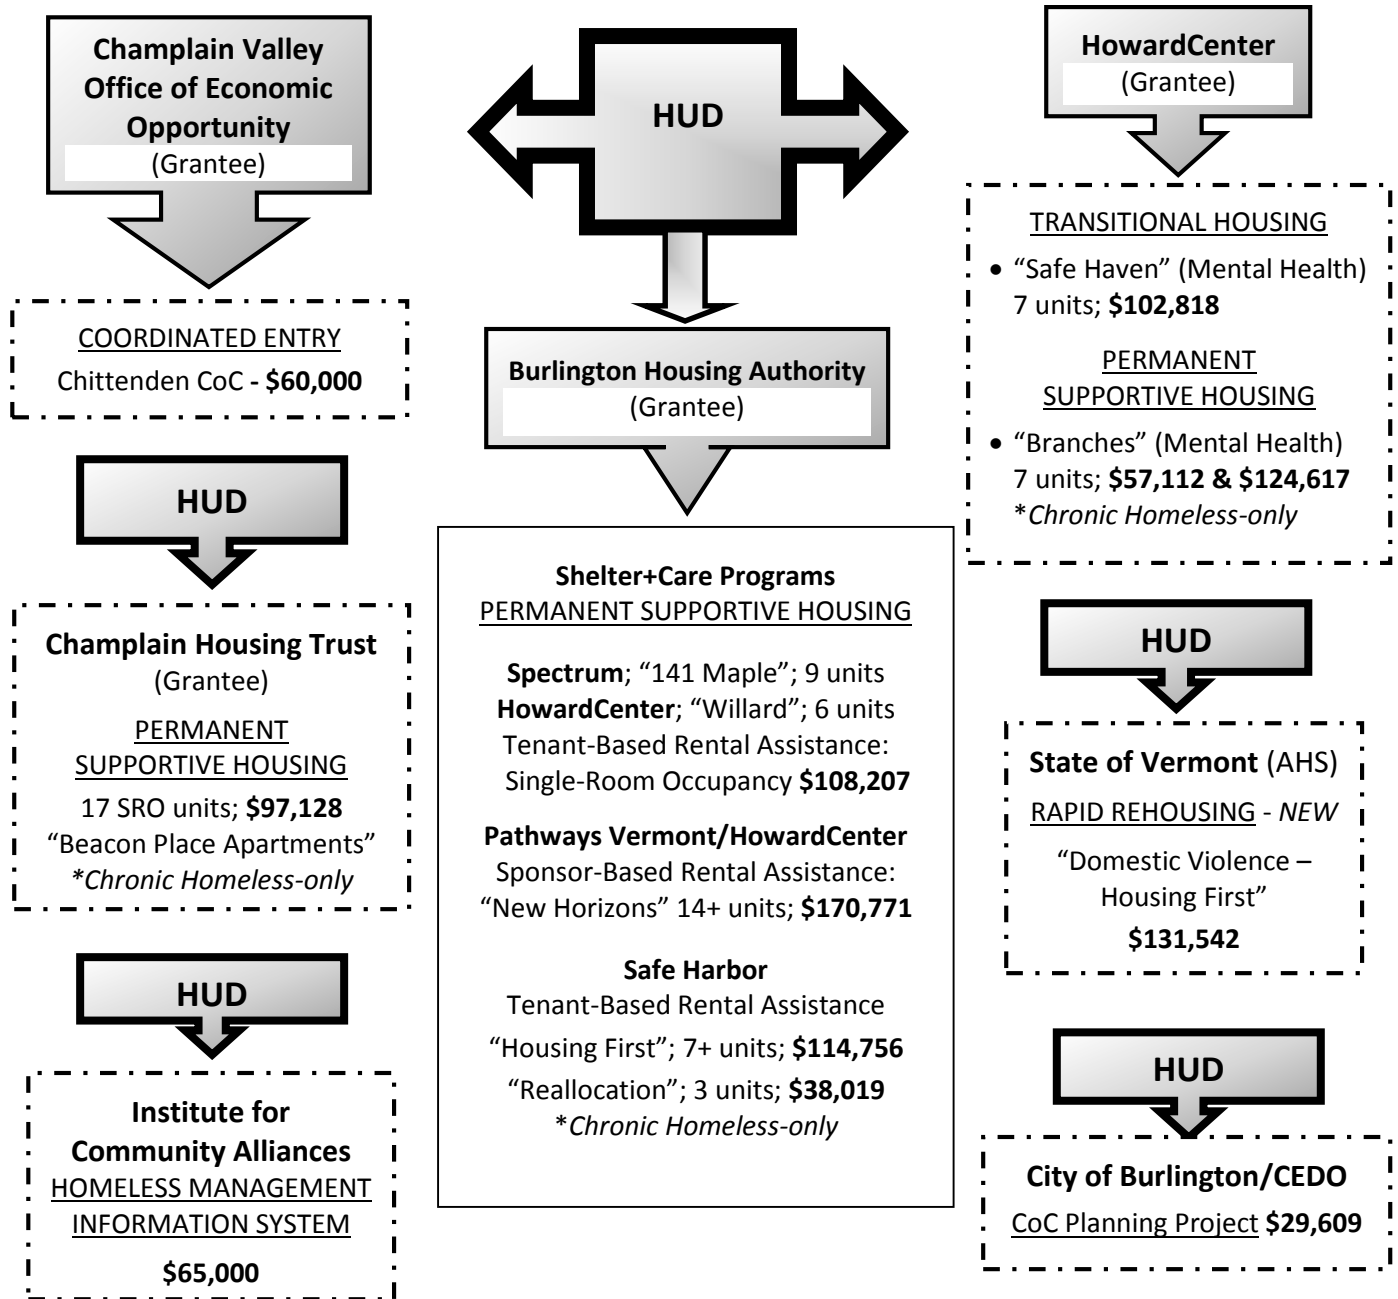 Champlain Valley
Office of Economic
Opportunity
(Grantee)
COORDINATED ENTRY
Chittenden CoC - $60,000
HUD
Champlain Housing Trust
(Grantee)
PERMANENT
SUPPORTIVE HOUSING
17 SRO units; $97,128
“Beacon Place Apartments”
*Chronic Homeless-only
HUD
Institute for
Community Alliances
HOMELESS MANAGEMENT
INFORMATION SYSTEM
$65,000
HUD
Burlington Housing Authority
(Grantee)
Shelter+Care Programs
PERMANENT SUPPORTIVE HOUSING
Spectrum; “141 Maple”; 9 units
HowardCenter; “Willard”; 6 units
Tenant-Based Rental Assistance:
Single-Room Occupancy $108,207
Pathways Vermont/HowardCenter
Sponsor-Based Rental Assistance:
“New Horizons” 14+ units; $170,771
Safe Harbor
Tenant-Based Rental Assistance
“Housing First”; 7+ units; $114,756
“Reallocation”; 3 units; $38,019
*Chronic Homeless-only
HowardCenter
(Grantee)
TRANSITIONAL HOUSING
• “Safe Haven” (Mental Health)
7 units; $102,818
PERMANENT
SUPPORTIVE HOUSING
• “Branches” (Mental Health)
7 units; $57,112 & $124,617
*Chronic Homeless-only
HUD
State of Vermont (AHS)
RAPID REHOUSING - NEW
“Domestic Violence –
Housing First”
$131,542
HUD
City of Burlington/CEDO
CoC Planning Project $29,609